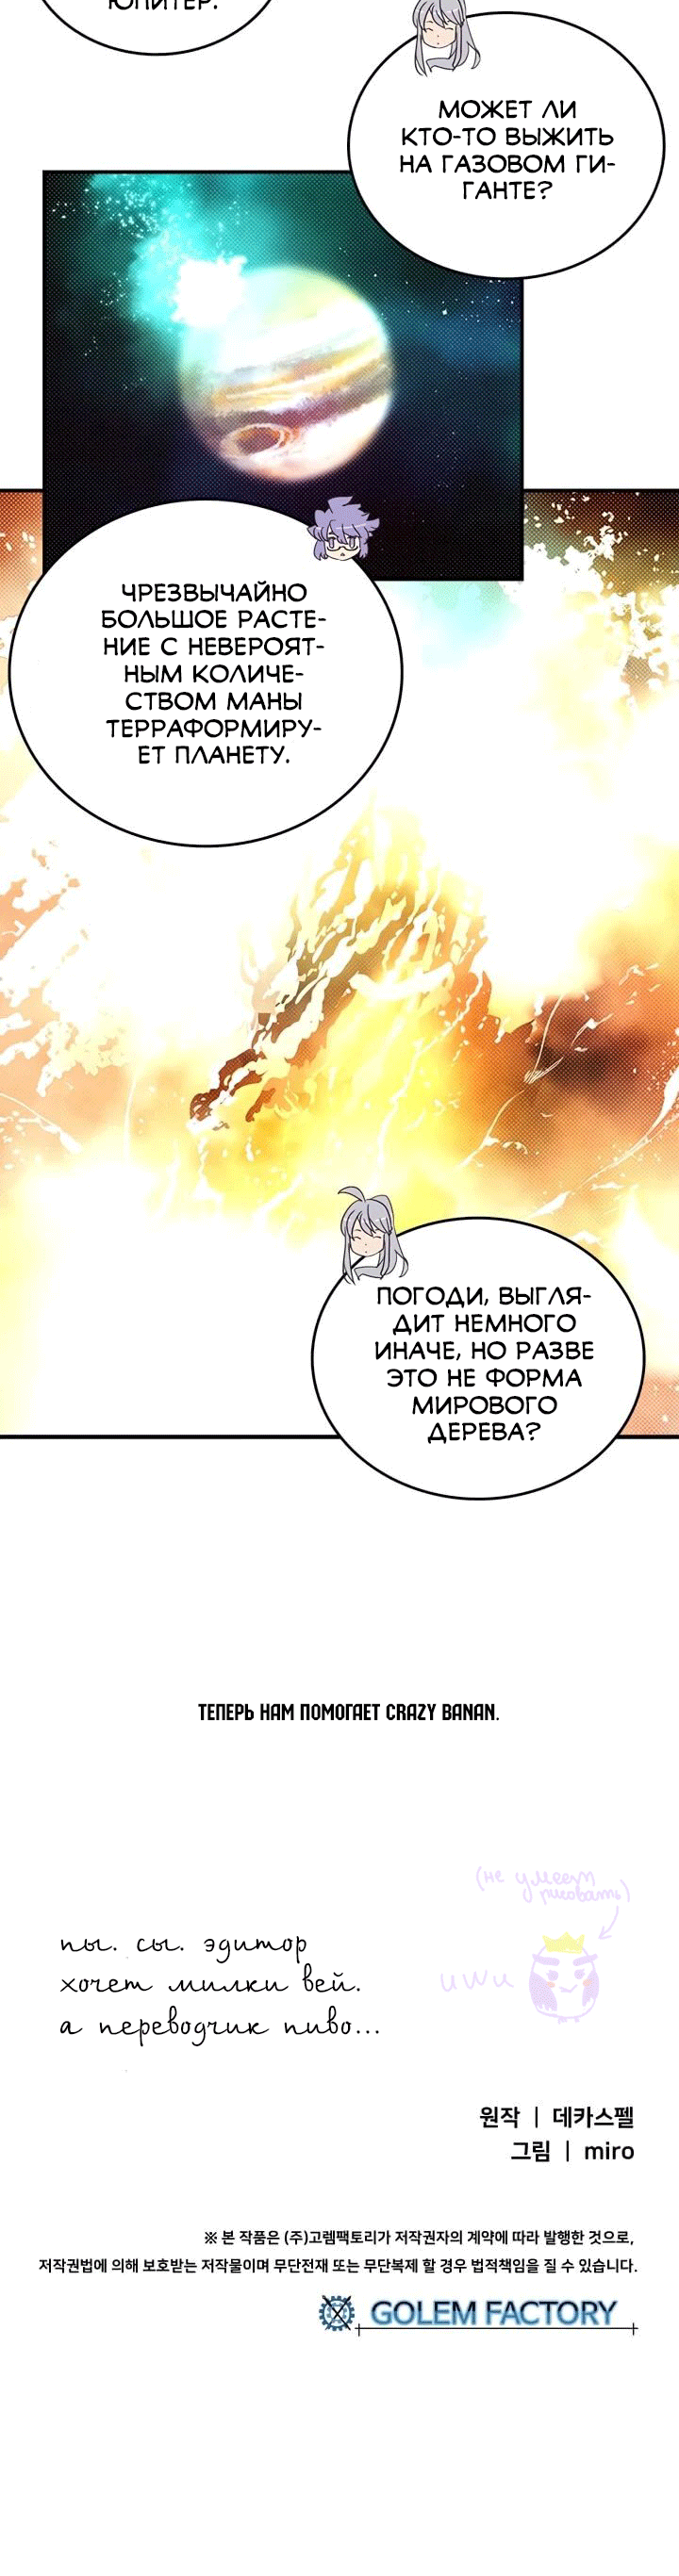 ЮПИТЕР.
МОЖЕТ ЛИ
КТО-ТО ВЫЖИТЬ
НА ГАЗОВОМ ГИ-
ГАНТЕ?
ЧРЕЗВЫЧАЙНО
БОЛЬШОЕ РАСТЕ-
НИЕ С НЕВЕРОЯТ-
НЫМ КОЛИЧЕ-
СТВОМ МАНЫ
ТЕРРАФОРМИРУ-
ЕТ ПЛАНЕТУ.
ПОГОДИ, ВЫГЛЯ-
ДИТ НЕМНОГО
ИНАЧЕ, НО РАЗВЕ
ЭТО НЕ ФОРМА
МИРОВОГО
ДЕРЕВА?
ТЕПЕРЬ НАМ ПОМОГАЕТ CRAZY BANAN.
(не умеет
рисовать)
пы. сы. эдитор
хочет милки вей.
а переводчик пиво...
uwu
원작 | 데카스펠
그림 | miro
※ 본 작품은 (주)고렘팩토리가 저작권자의 계약에 따라 발행한 것으로,
저작권법에 의해 보호받는 저작물이며 무단전재 또는 무단복제 할 경우 법적책임을 질 수 있습니다.
GOLEM FACTORY